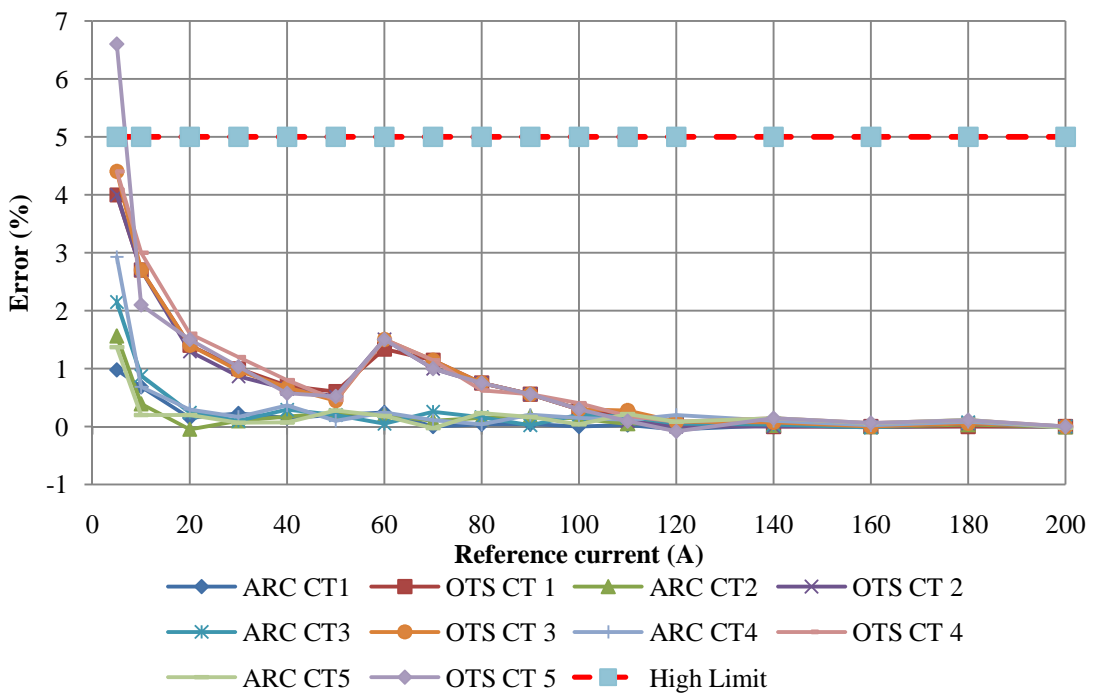 7
6
5
4
3
2
1
0
-1
Error (%)
0 20 40 60 80 100 120 140 160 180 200
Reference current (A)
ARC CT1 OTS CT 1 ARC CT2 OTS CT 2
ARC CT3 OTS CT 3 ARC CT4 OTS CT 4
ARC CT5 OTS CT 5 High Limit